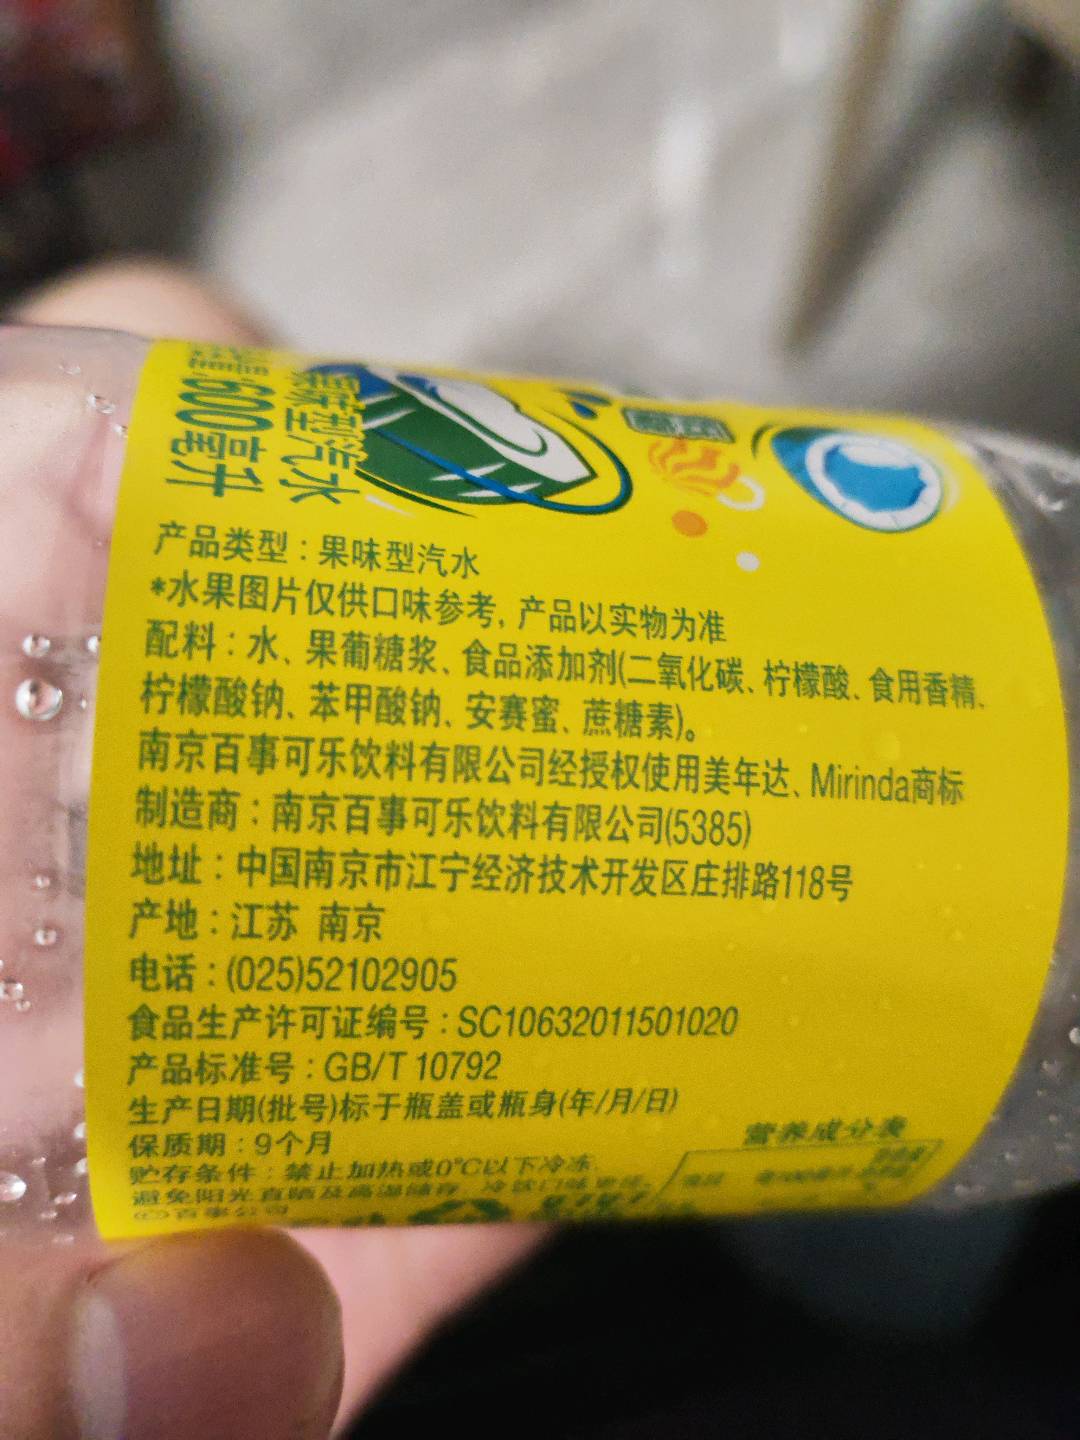 600毫升
果味型汽水
产品类型：果味型汽水
*水果图片仅供口味参考，产品以实物为准
配料：水、果葡糖浆、食品添加剂(二氧化碳、柠檬酸、食用香精、
柠檬酸钠、苯甲酸钠、安赛蜜、蔗糖素)。
南京百事可乐饮料有限公司经授权使用美年达、Mirinda商标
制造商：南京百事可乐饮料有限公司(5385)
地址：中国南京市江宁经济技术开发区庄排路118号
产地：江苏 南京
电话：(025)52102905
食品生产许可证编号：SC10632011501020
产品标准号：GB/T 10792
生产日期(批号)标于瓶盖或瓶身(年/月/日)
保质期：9个月
贮存条件：禁止加热或0°C以下冷冻，
避免阳光直晒及高温储存
营养成分表